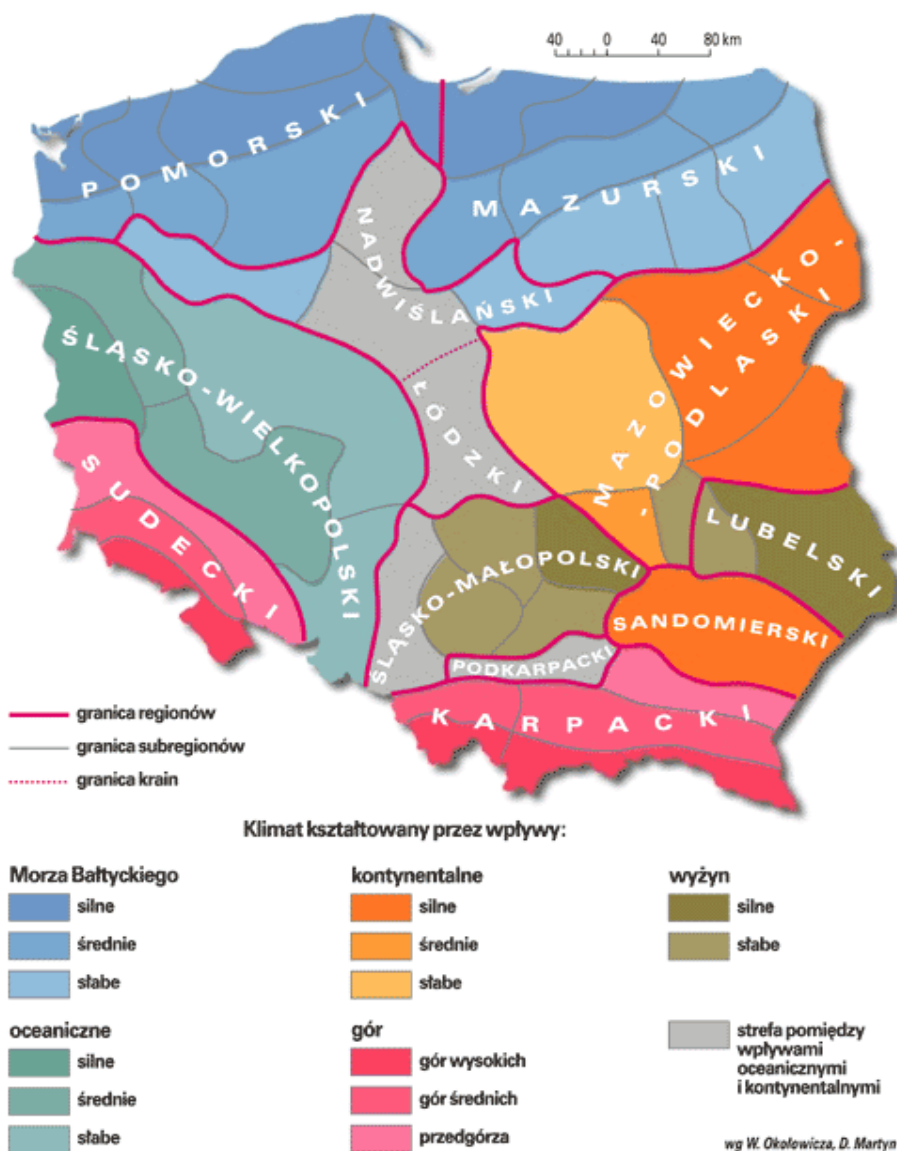 40 0 40 80 km
POMORSKI
MAZURSKI
NADWIŚLAŃSKI
MAZOWIECKO-
-PODLASKI
ŚLĄSKO-WIELKOPOLSKI
ŁÓDZKI
SUDECKI
LUBELSKI
ŚLĄSKO-MAŁOPOLSKI
SANDOMIERSKI
PODKARPACKI
KARPACKI
granica regionów
granica subregionów
granica krain
Klimat kształtowany przez wpływy:
Morza Bałtyckiego
silne
średnie
słabe
kontynentalne
silne
średnie
słabe
wyżyn
silne
słabe
oceaniczne
silne
średnie
słabe
gór
gór wysokich
gór średnich
przedgórza
strefa pomiędzy
wpływami
oceanicznymi
i kontynentalnymi
wg W. Okołowicza, D. Martyn